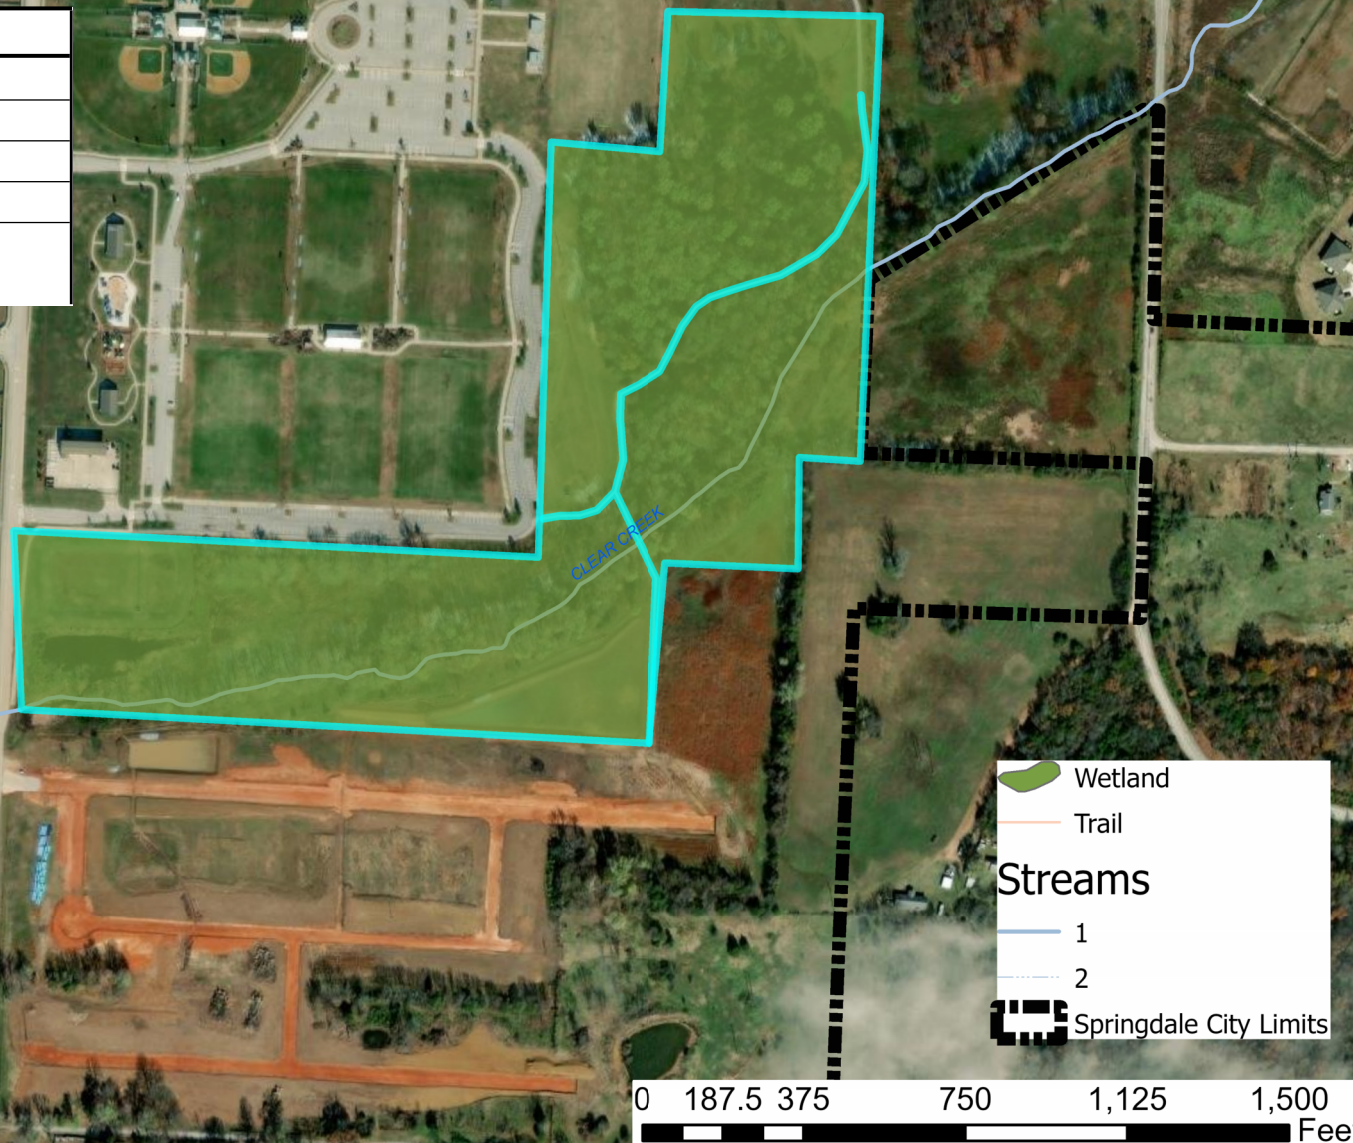 CLEAR CREEK
Wetland
Trail
Streams
1
2
Springdale City Limits
0 187.5 375 750 1,125 1,500
Fee